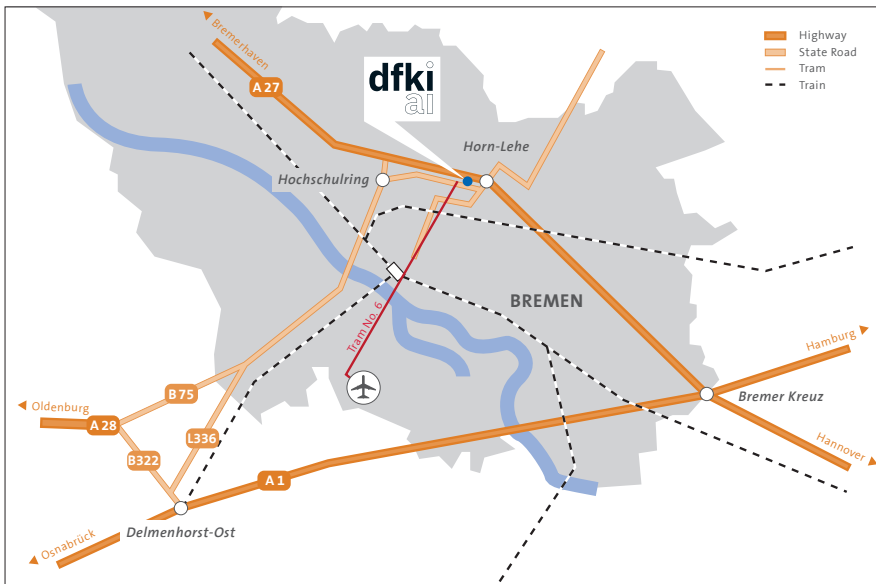 Bremerhaven
A 27
dfki
ai
Highway
State Road
Tram
Train
Horn-Lehe
Hochschulring
BREMEN
Tram No. 6
Hamburg
Bremer Kreuz
Hannover
B 75
Oldenburg
A 28
L336
B322
A 1
Delmenhorst-Ost
Osnabrück